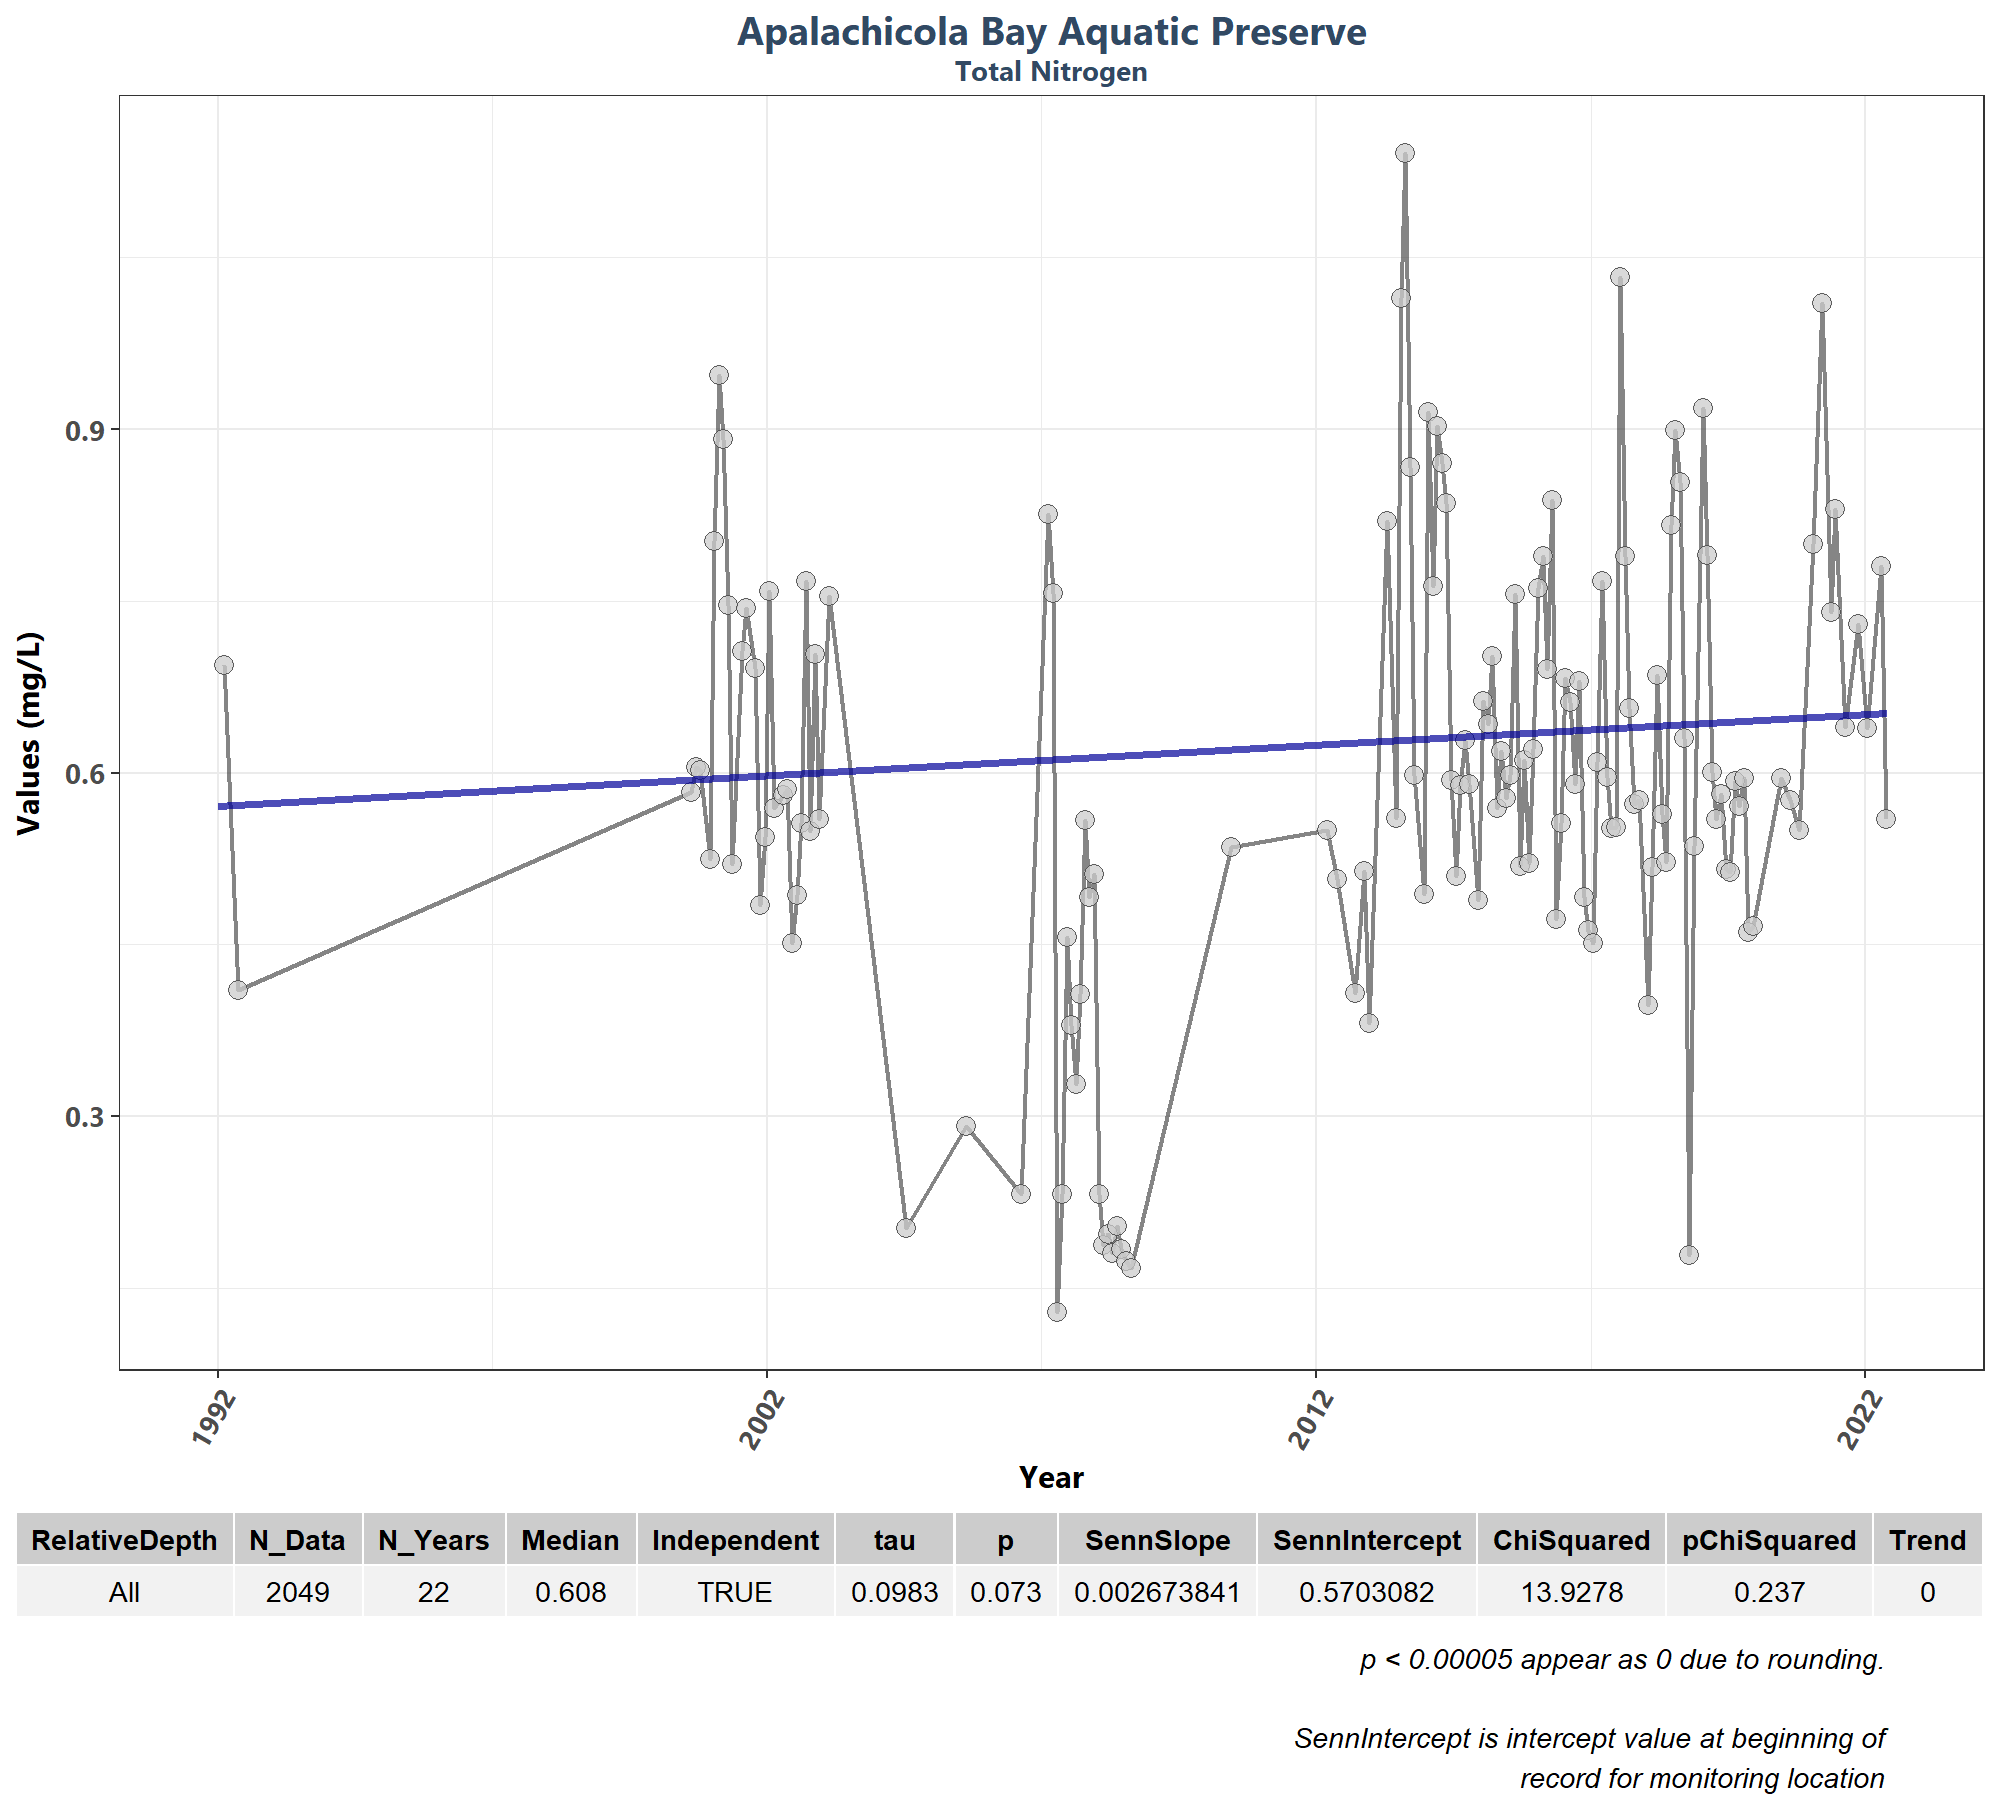 Apalachicola Bay Aquatic Preserve
Total Nitrogen
Values (mg/L)
0.9
0.6
0.3
1992
2002
2012
2022
Year
RelativeDepth N_Data N_Years Median Independent tau p SennSlope SennIntercept ChiSquared pChiSquared Trend
All 2049 22 0.608 TRUE 0.0983 0.073 0.002673841 0.5703082 13.9278 0.237 0
p < 0.00005 appear as 0 due to rounding.
SennIntercept is intercept value at beginning of
record for monitoring location